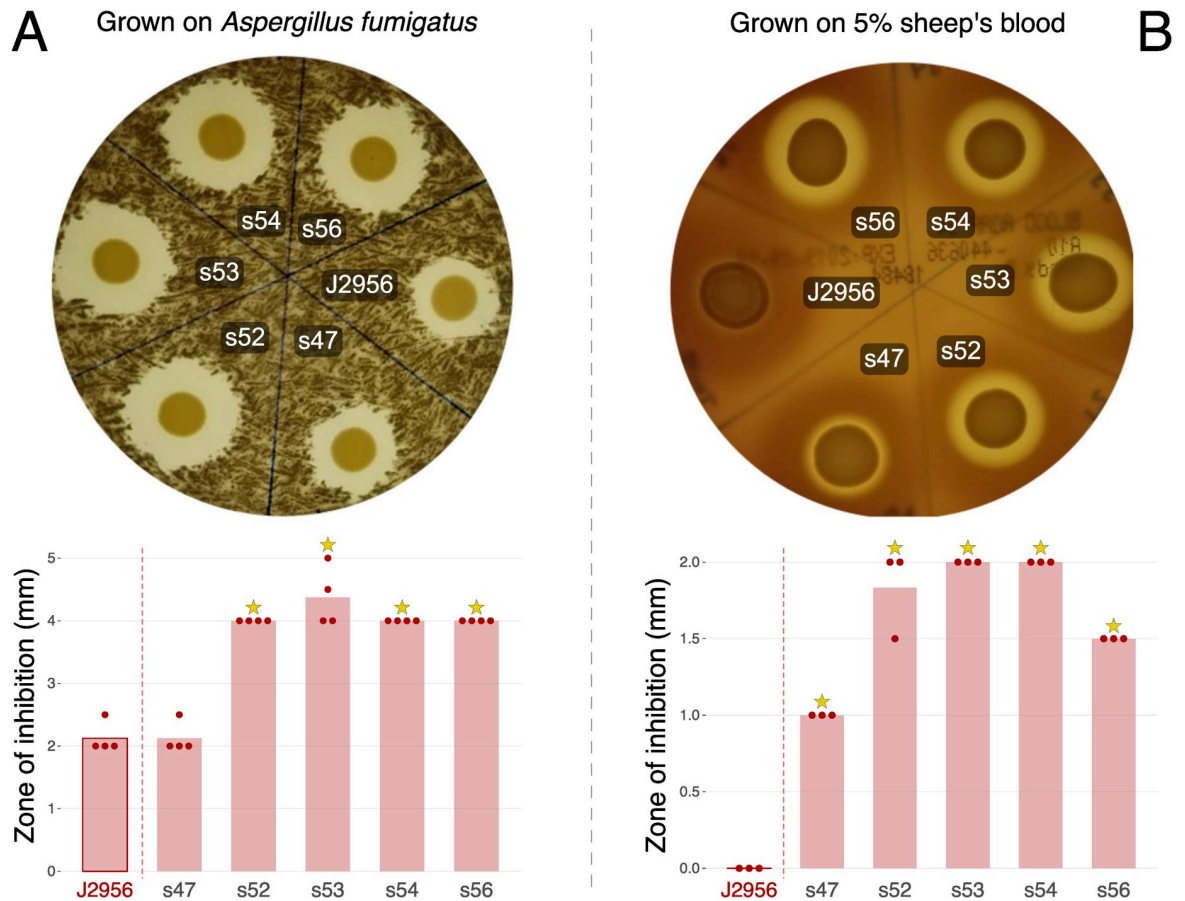 A
Grown on Aspergillus fumigatus
s54
s56
s53
J2956
s52
s47
Zone of inhibition (mm)
5
4
3
2
1
0
J2956
s47
s52
s53
s54
s56
Grown on 5% sheep's blood
B
s56
s54
BLOOD AGAR
J2956
s53
s47
s52
Zone of inhibition (mm)
2.0
1.5
1.0
0.5
0.0
J2956
s47
s52
s53
s54
s56